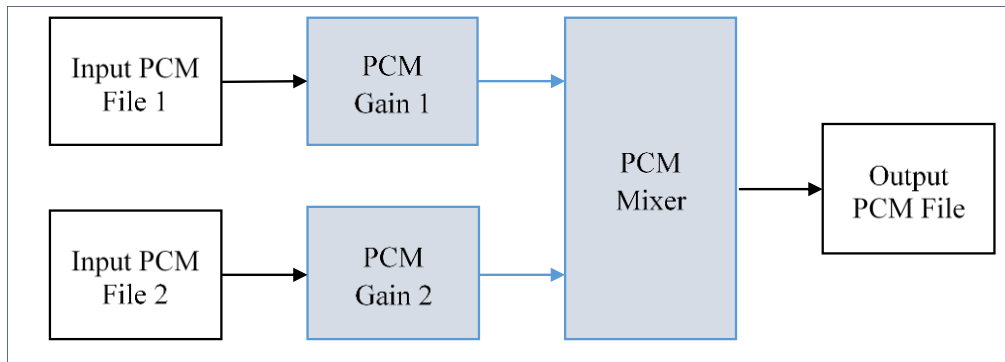 Input PCM
File 1
PCM
Gain 1
PCM
Mixer
Output
PCM File
Input PCM
File 2
PCM
Gain 2